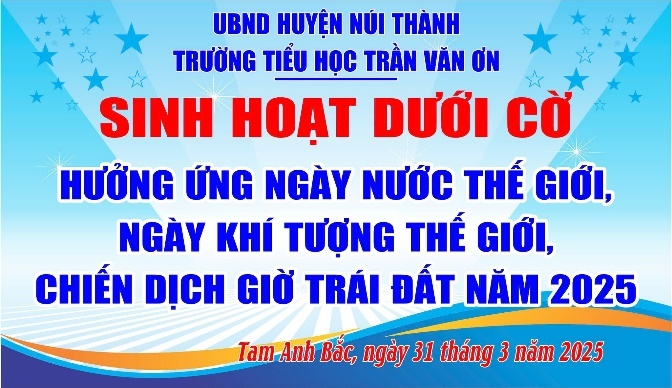 UBND HUYỆN NÚI THÀNH
TRƯỜNG TIỂU HỌC TRẦN VĂN ƠN
SINH HOẠT DƯỚI CỜ
HƯỞNG ỨNG NGÀY NƯỚC THẾ GIỚI,
NGÀY KHÍ TƯỢNG THẾ GIỚI,
CHIẾN DỊCH GIỜ TRÁI ĐẤT NĂM 2025
Tam Anh Bắc, ngày 31 tháng 3 năm 2025